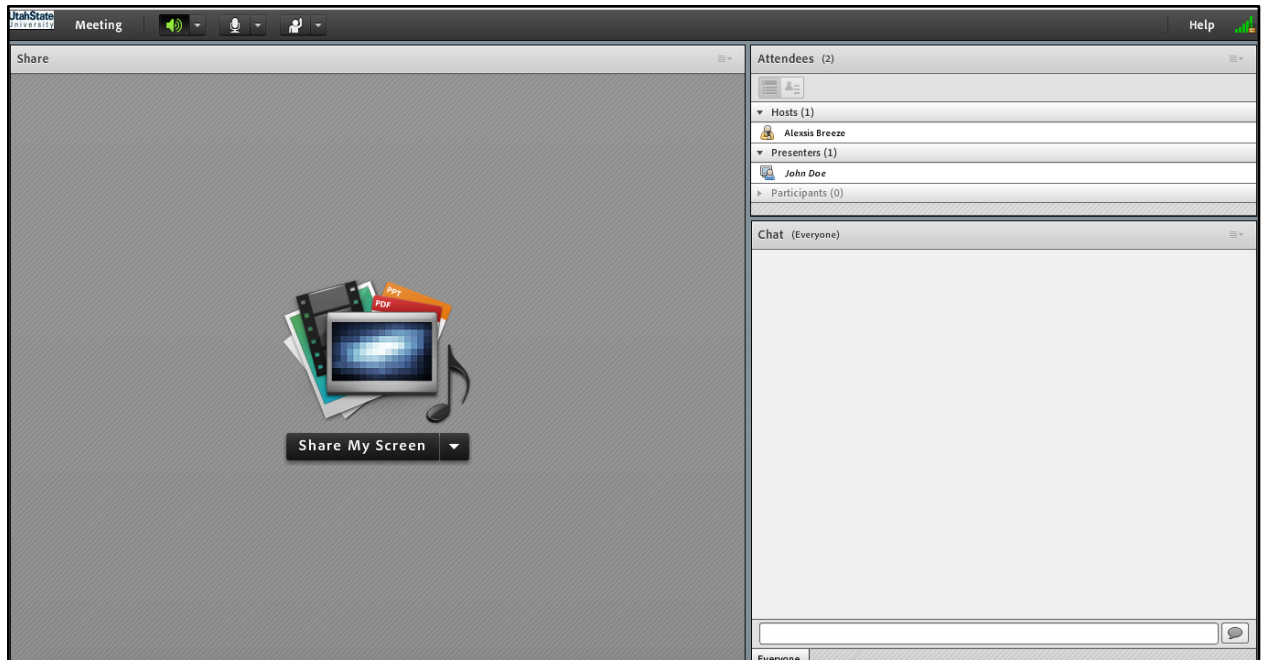 UtahState
University
Meeting
Help
Share
PPT
PDF
Share My Screen
Attendees (2)
Hosts (1)
Alexsis Breeze
Presenters (1)
John Doe
Participants (0)
Chat (Everyone)
Everyone